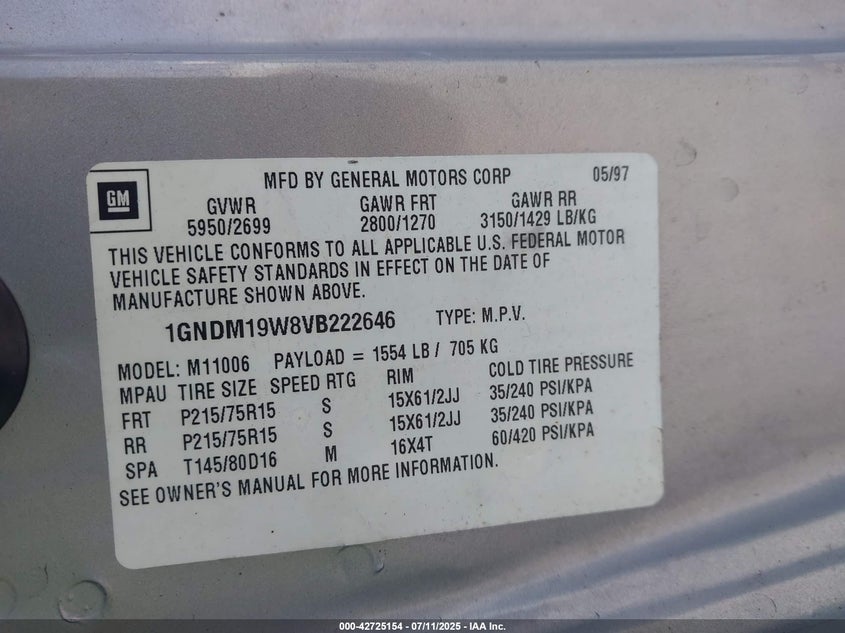 MFD BY GENERAL MOTORS CORP 05/97
GM
GVWR GAWR FRT GAWR RR
5950/2699 2800/1270 3150/1429 LB/KG
THIS VEHICLE CONFORMS TO ALL APPLICABLE U.S. FEDERAL MOTOR
VEHICLE SAFETY STANDARDS IN EFFECT ON THE DATE OF
MANUFACTURE SHOWN ABOVE.
1GNDM19W8VB222646 TYPE: M.P.V.
MODEL: M11006 PAYLOAD = 1554 LB / 705 KG
MPAU TIRE SIZE SPEED RTG RIM COLD TIRE PRESSURE
FRT P215/75R15 S 15X61/2JJ 35/240 PSI/KPA
RR P215/75R15 S 15X61/2JJ 35/240 PSI/KPA
SPA T145/80D16 M 16X4T 60/420 PSI/KPA
SEE OWNER'S MANUAL FOR MORE INFORMATION.
000-42725154 - 07/11/2025 - IAA Inc.